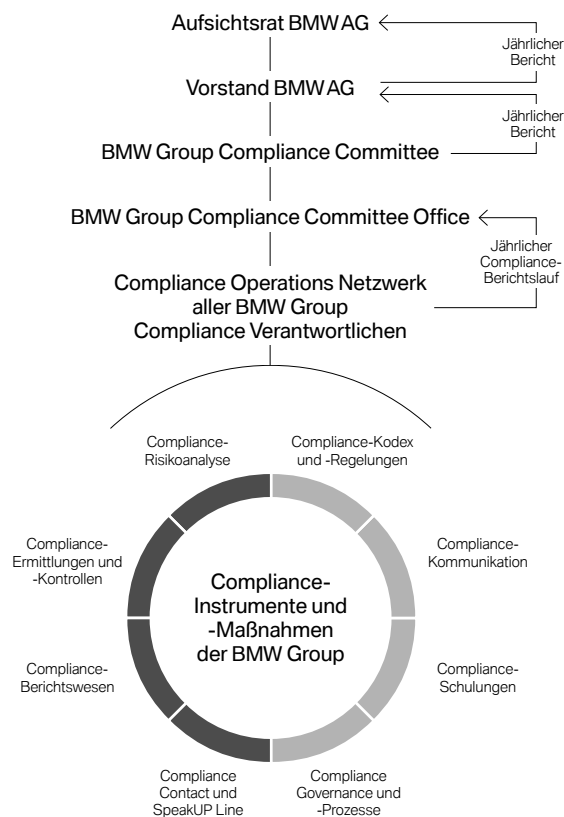 Aufsichtsrat BMW AG
Jährlicher
Bericht
Vorstand BMW AG
Jährlicher
Bericht
BMW Group Compliance Committee
BMW Group Compliance Committee Office
Jährlicher
Compliance-
Berichtslauf
Compliance Operations Netzwerk
aller BMW Group
Compliance Verantwortlichen
Compliance-
Risikoanalyse
Compliance-Kodex
und -Regelungen
Compliance-
Ermittlungen und
-Kontrollen
Compliance-
Kommunikation
Compliance-
Instrumente und
-Maßnahmen
der BMW Group
Compliance-
Berichtswesen
Compliance-
Schulungen
Compliance
Contact und
SpeakUP Line
Compliance
Governance und
-Prozesse